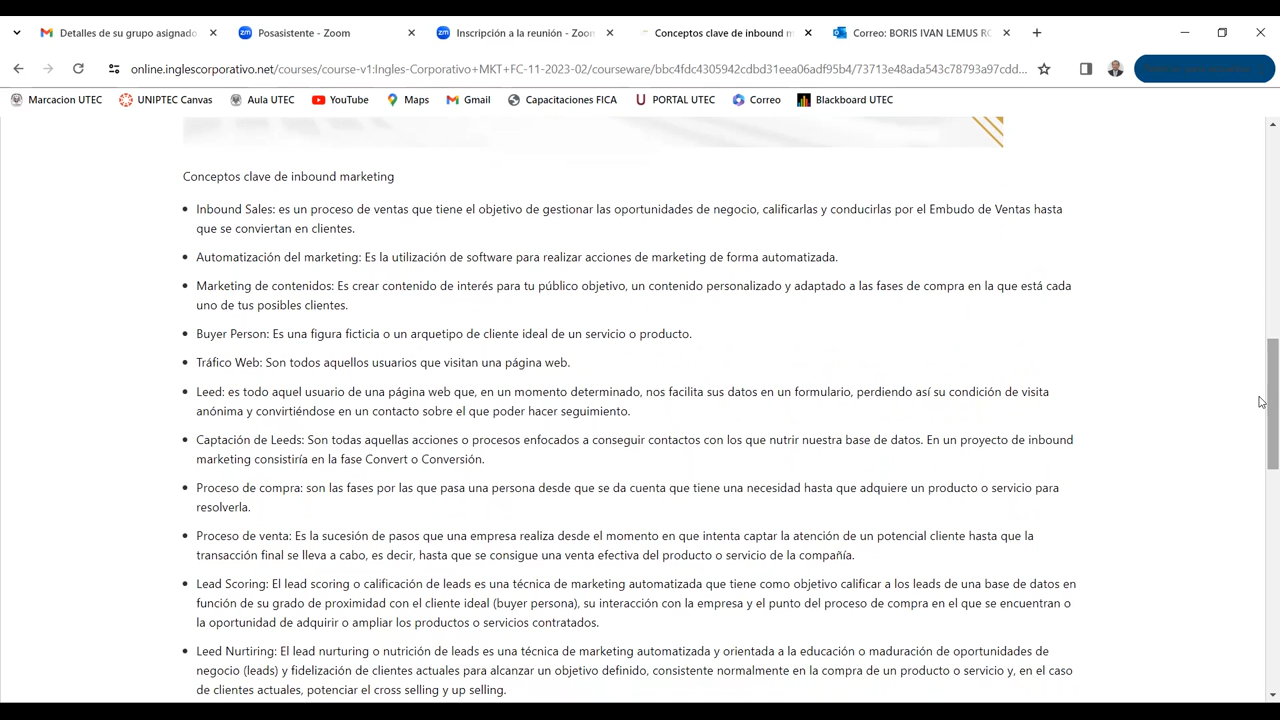 Detalles de su grupo asignado
Posasistente - Zoom
Inscripción a la reunión - Zoom
Conceptos clave de inbound m
Correo: BORIS IVAN LEMUS RO
online.inglescorporativo.net/courses/course-v1:Ingles-Corporativo+MKT+FC-11-2023-02/courseware/bbc4fdc4305942cdbd31eea06adf95b4/73713e48ada543c78793a97cdd...
Marcacion UTEC
UNIPTEC Canvas
Aula UTEC
YouTube
Maps
Gmail
Capacitaciones FICA
PORTAL UTEC
Correo
Blackboard UTEC
Conceptos clave de inbound marketing
Inbound Sales: es un proceso de ventas que tiene el objetivo de gestionar las oportunidades de negocio, calificarlas y conducirlas por el Embudo de Ventas hasta
que se conviertan en clientes.
Automatización del marketing: Es la utilización de software para realizar acciones de marketing de forma automatizada.
Marketing de contenidos: Es crear contenido de interés para tu público objetivo, un contenido personalizado y adaptado a las fases de compra en la que está cada
uno de tus posibles clientes.
Buyer Person: Es una figura ficticia o un arquetipo de cliente ideal de un servicio o producto.
Tráfico Web: Son todos aquellos usuarios que visitan una página web.
Leed: es todo aquel usuario de una página web que, en un momento determinado, nos facilita sus datos en un formulario, perdiendo así su condición de visita
anónima y convirtiéndose en un contacto sobre el que poder hacer seguimiento.
Captación de Leeds: Son todas aquellas acciones o procesos enfocados a conseguir contactos con los que nutrir nuestra base de datos. En un proyecto de inbound
marketing consistiría en la fase Convert o Conversión.
Proceso de compra: son las fases por las que pasa una persona desde que se da cuenta que tiene una necesidad hasta que adquiere un producto o servicio para
resolverla.
Proceso de venta: Es la sucesión de pasos que una empresa realiza desde el momento en que intenta captar la atención de un potencial cliente hasta que la
transacción final se lleva a cabo, es decir, hasta que se consigue una venta efectiva del producto o servicio de la compañía.
Lead Scoring: El lead scoring o calificación de leads es una técnica de marketing automatizada que tiene como objetivo calificar a los leads de una base de datos en
función de su grado de proximidad con el cliente ideal (buyer persona), su interacción con la empresa y el punto del proceso de compra en el que se encuentran o
la oportunidad de adquirir o ampliar los productos o servicios contratados.
Leed Nurtiring: El lead nurturing o nutrición de leads es una técnica de marketing automatizada y orientada a la educación o maduración de oportunidades de
negocio (leads) y fidelización de clientes actuales para alcanzar un objetivo definido, consistente normalmente en la compra de un producto o servicio y, en el caso
de clientes actuales, potenciar el cross selling y up selling.